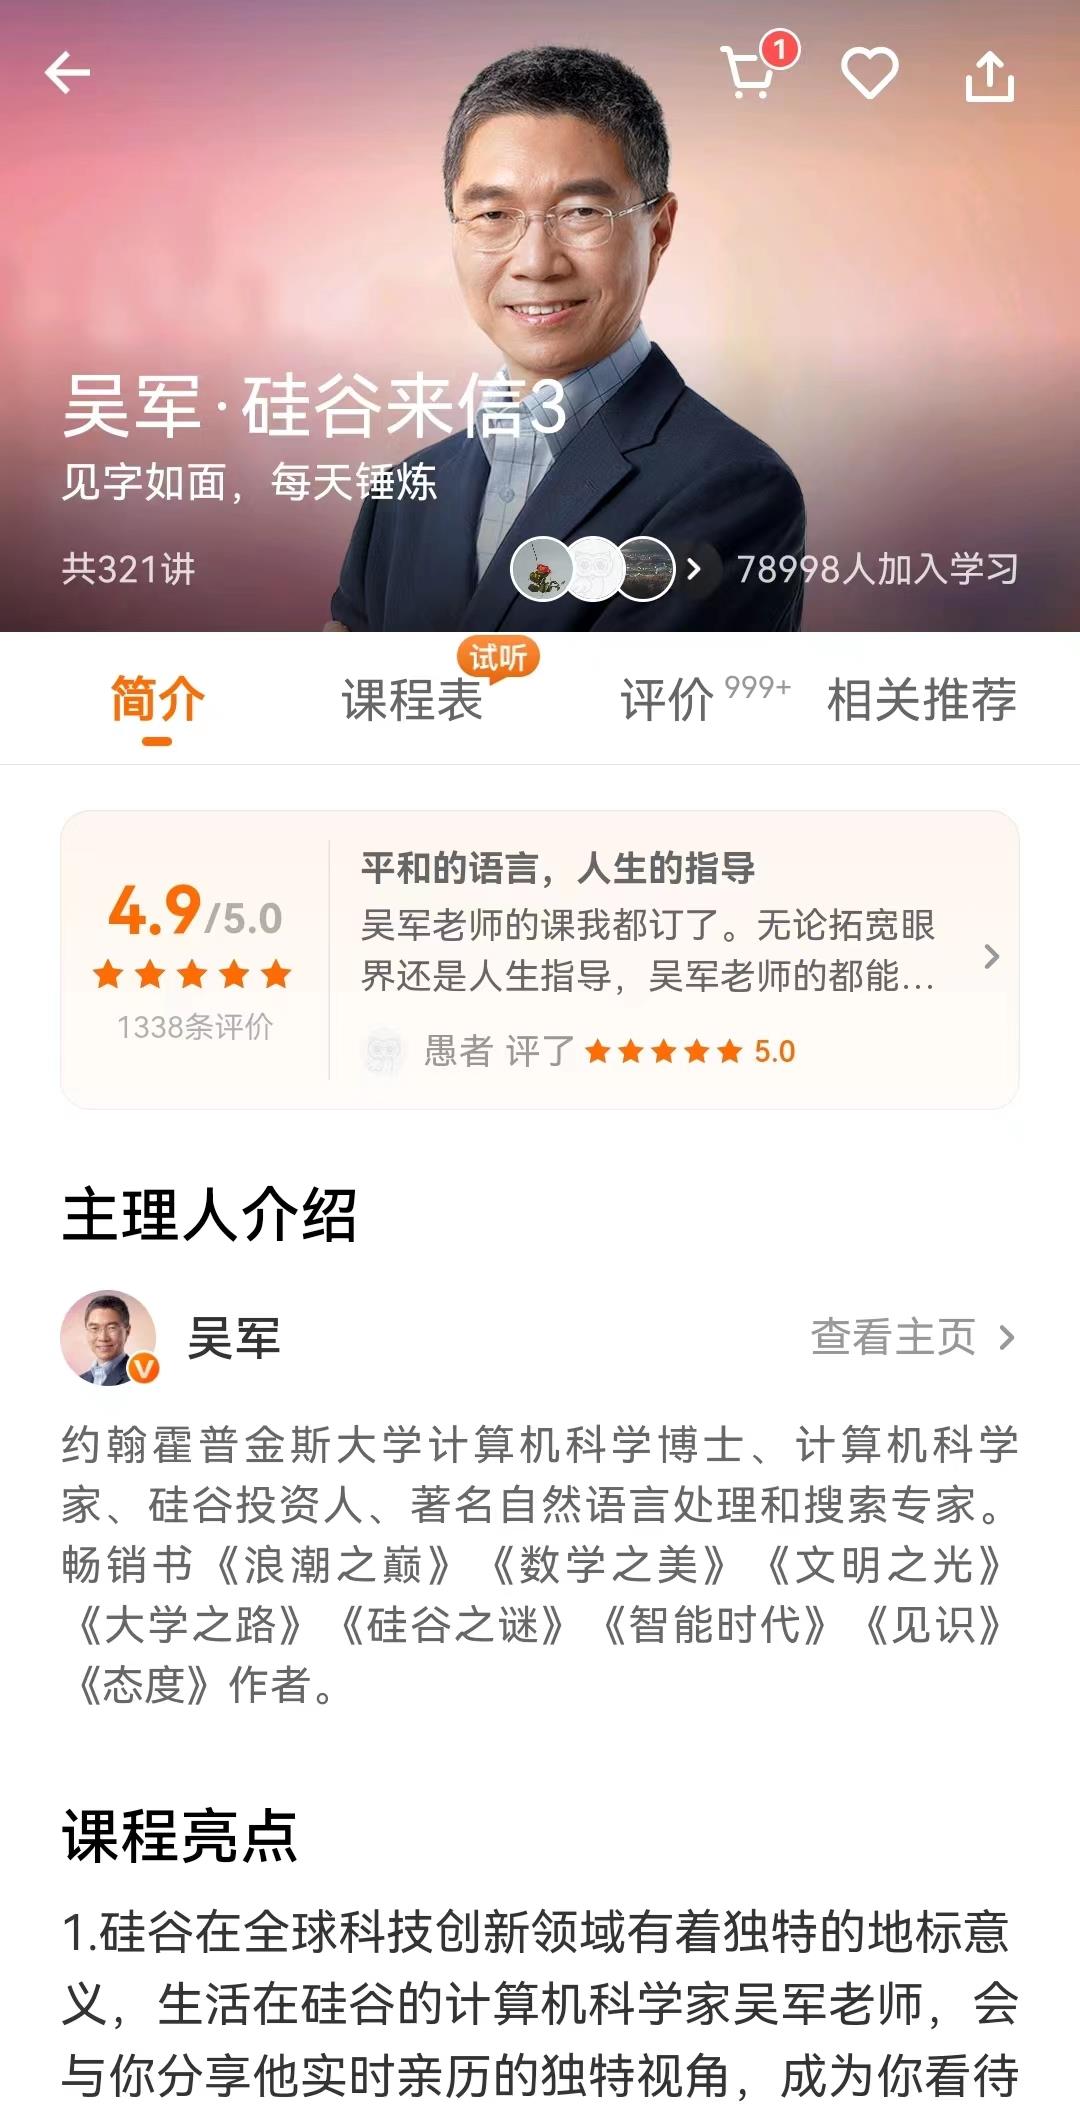 1
吴军·硅谷来信3
见字如面，每天锤炼
共321讲
78998人加入学习
试听
简介
课程表
评价 999+
相关推荐
平和的语言，人生的指导
4.9/5.0
吴军老师的课我都订了。无论拓宽眼
界还是人生指导，吴军老师的都能...
1338条评价
愚者 评了
5.0
主理人介绍
吴军
V
查看主页
约翰霍普金斯大学计算机科学博士、计算机科学
家、硅谷投资人、著名自然语言处理和搜索专家。
畅销书《浪潮之巅》《数学之美》《文明之光》
《大学之路》《硅谷之谜》《智能时代》《见识》
《态度》作者。
课程亮点
1.硅谷在全球科技创新领域有着独特的地标意
义，生活在硅谷的计算机科学家吴军老师，会
与你分享他实时亲历的独特视角，成为你看待